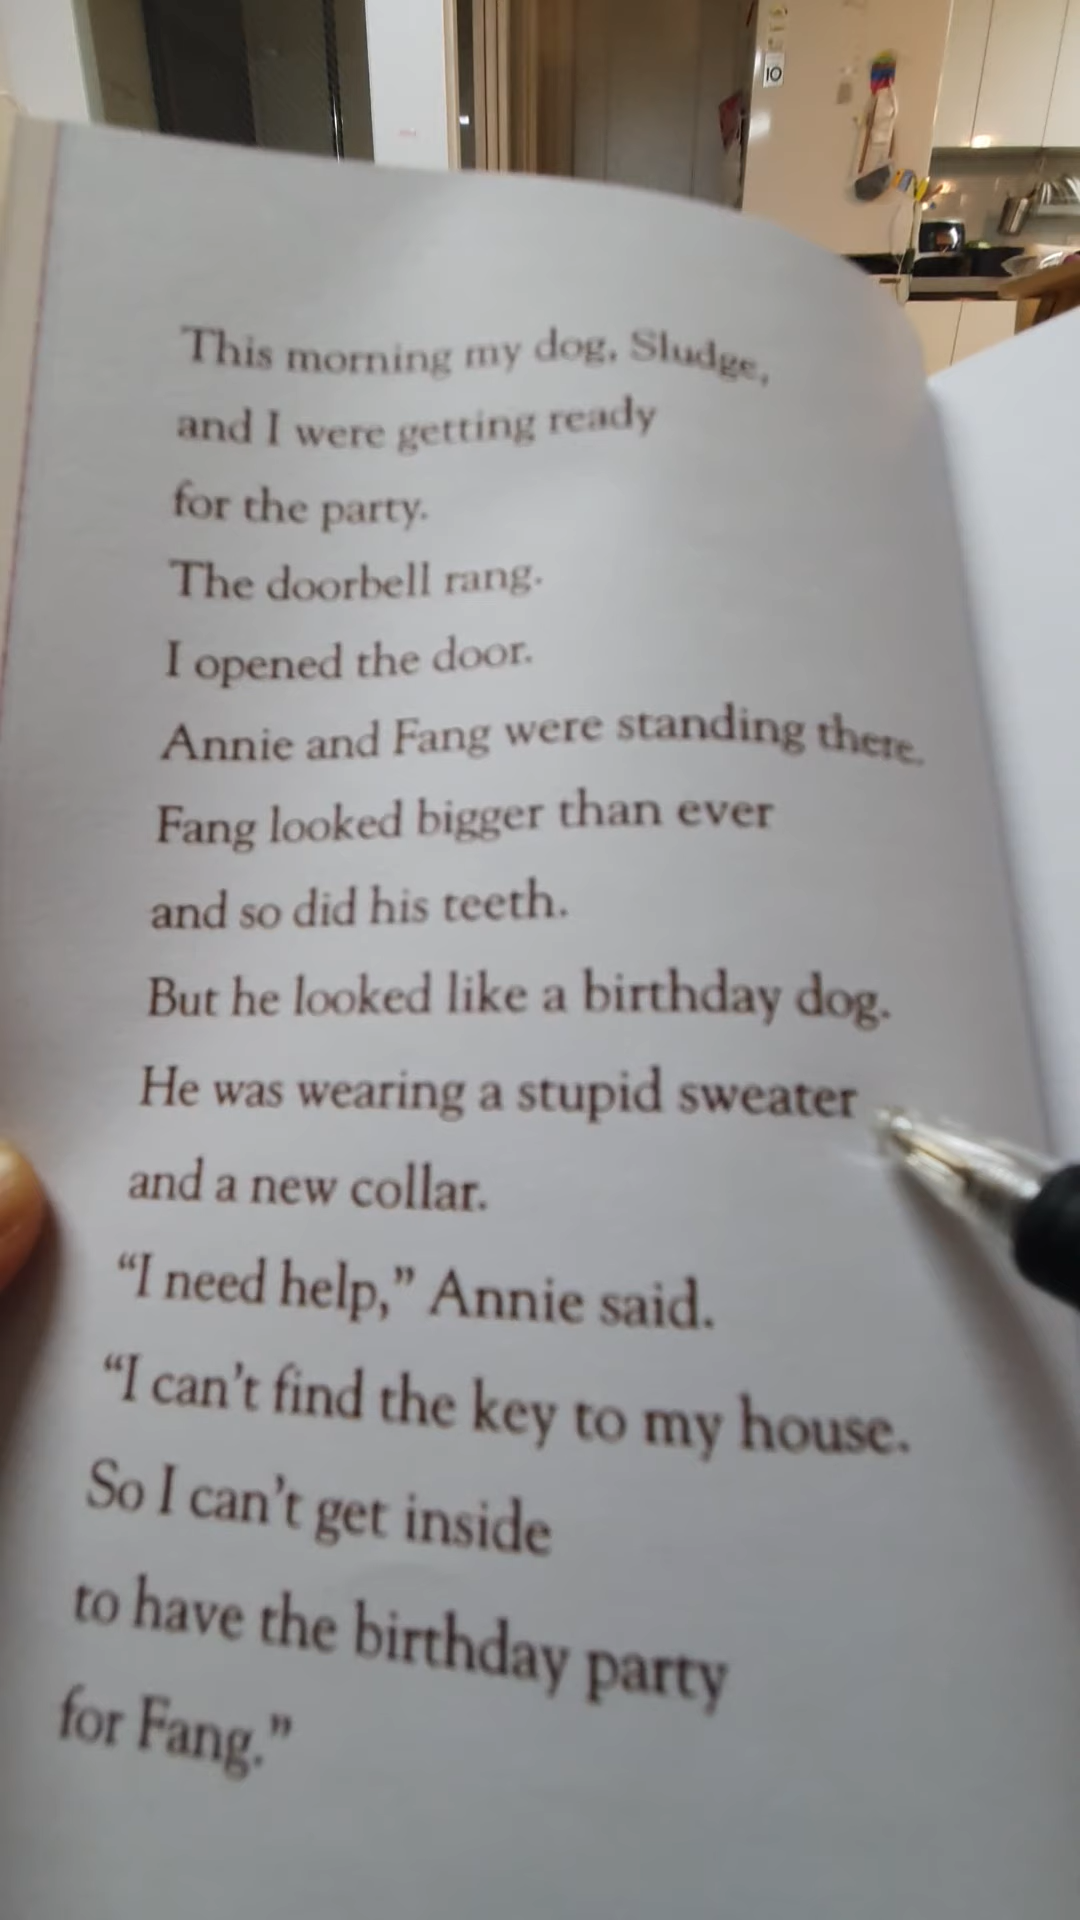 10
This morning my dog, Sludge,
and I were getting ready
for the party.
The doorbell rang.
I opened the door.
Annie and Fang were standing there.
Fang looked bigger than ever
and so did his teeth.
But he looked like a birthday dog.
He was wearing a stupid sweater
and a new collar.
“I need help,” Annie said.
“I can't find the key to my house.
So I can't get inside
to have the birthday party
for Fang.”